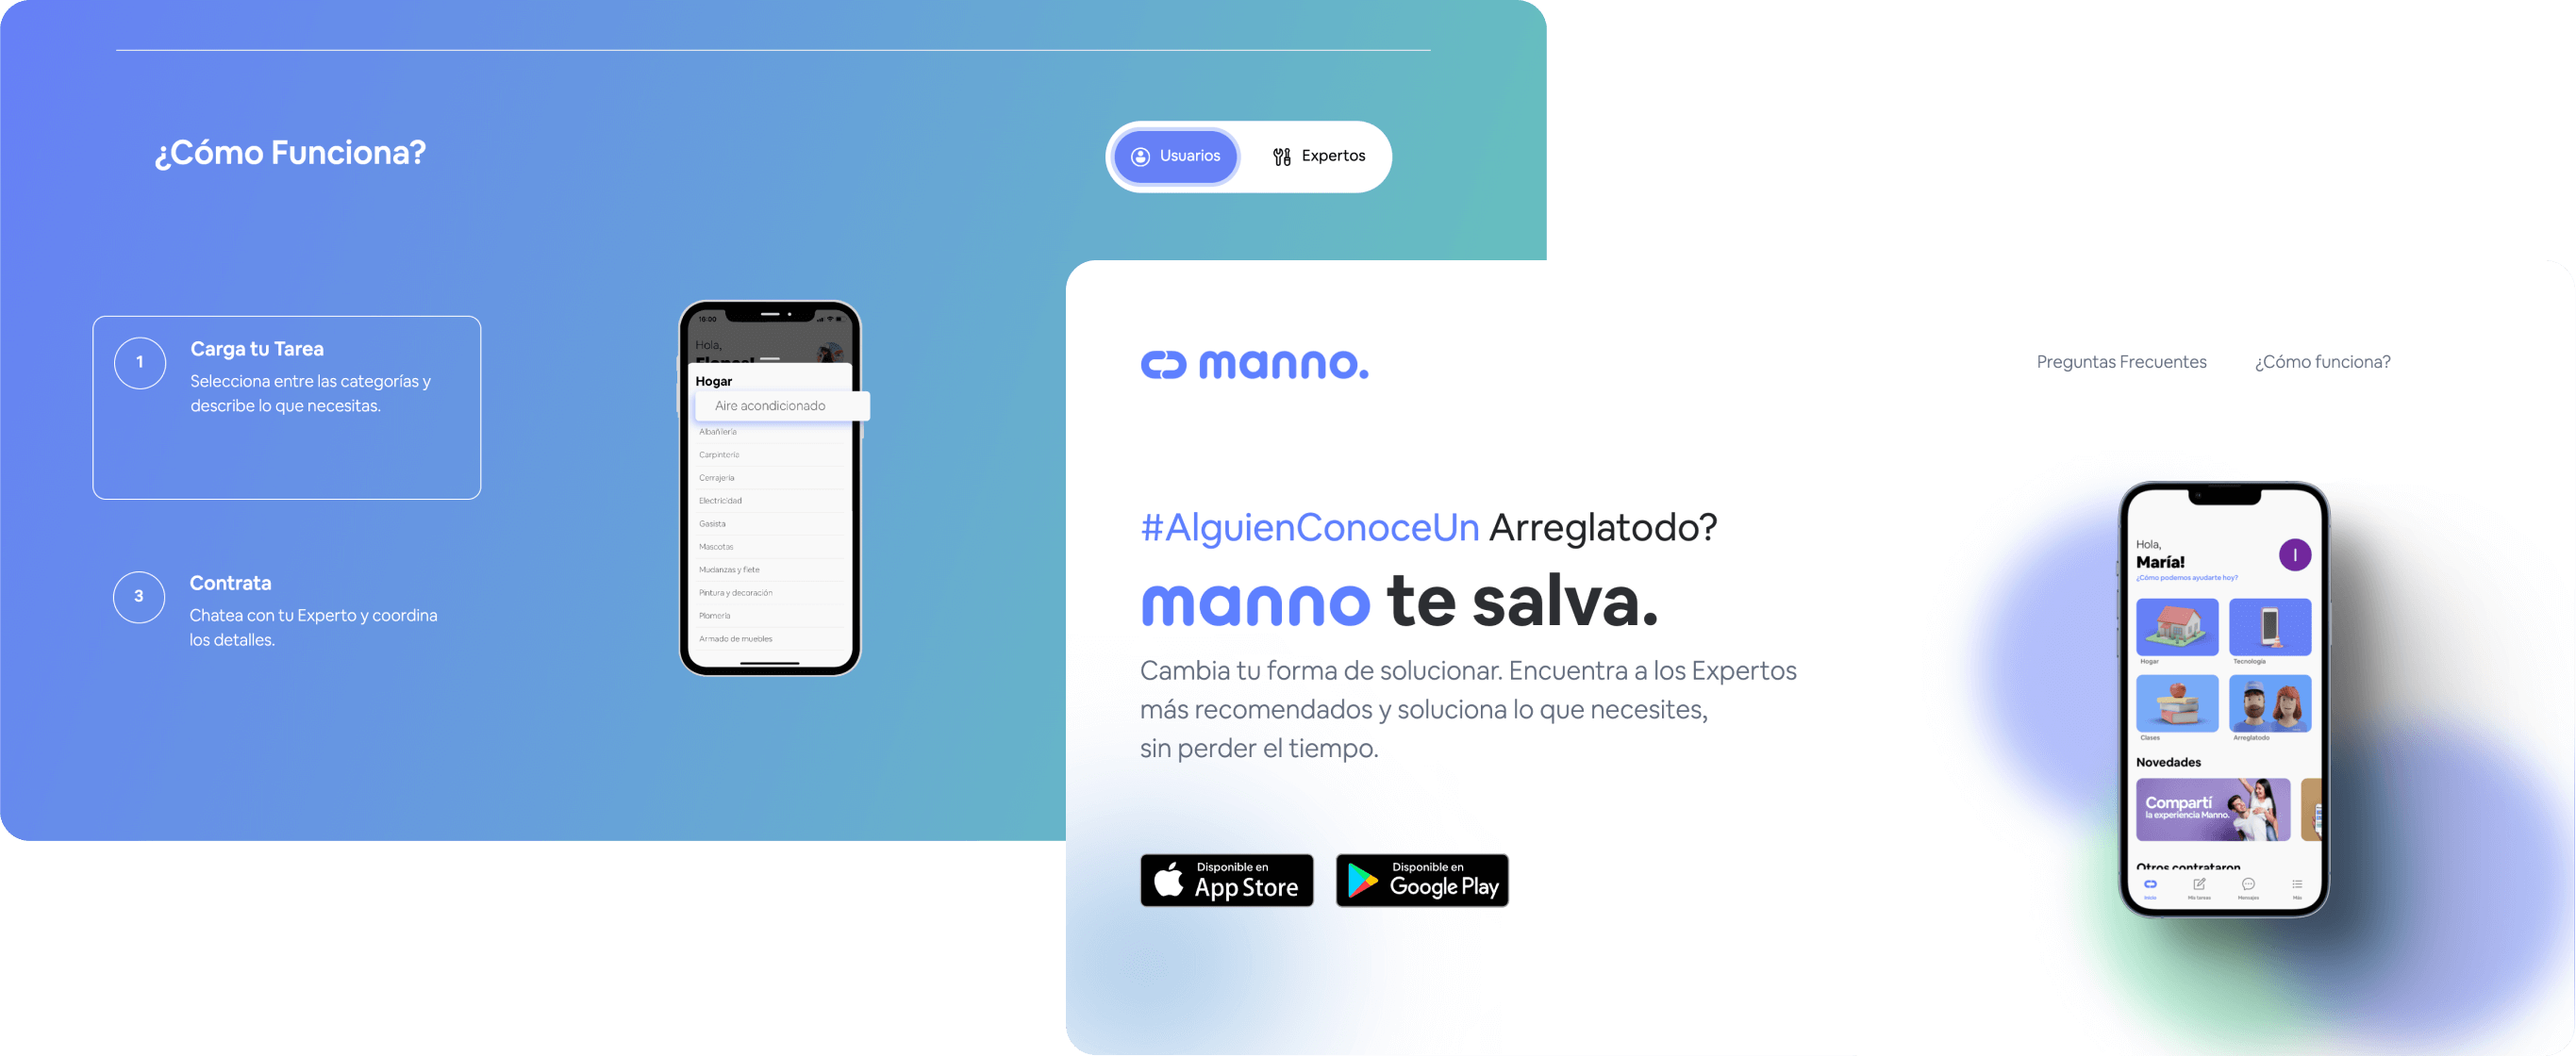 ¿Cómo Funciona?
Usuarios
Expertos
1
Carga tu Tarea
Selecciona entre las categorías y
describe lo que necesitas.
3
Contrata
Chatea con tu Experto y coordina
los detalles.
18:00
Hola,
Hogar
Aire acondicionado
Albañilería
Carpintería
Cerrajería
Electricidad
Gasista
Mascotas
Mudanzas y flete
Pintura y decoración
Plomería
Armado de muebles
manno.
Preguntas Frecuentes
¿Cómo funciona?
#AlguienConoceUn Arreglatodo?
manno te salva.
Cambia tu forma de solucionar. Encuentra a los Expertos
más recomendados y soluciona lo que necesites,
sin perder el tiempo.
Disponible en
App Store
Disponible en
Google Play
Hola,
María!
I
¿Cómo podemos ayudarte hoy?
Hogar
Tecnología
Clases
Arreglatodo
Novedades
Compartí
la experiencia Manno.
Otros contrataron
Inicio
Mis tareas
Mensajes
Más